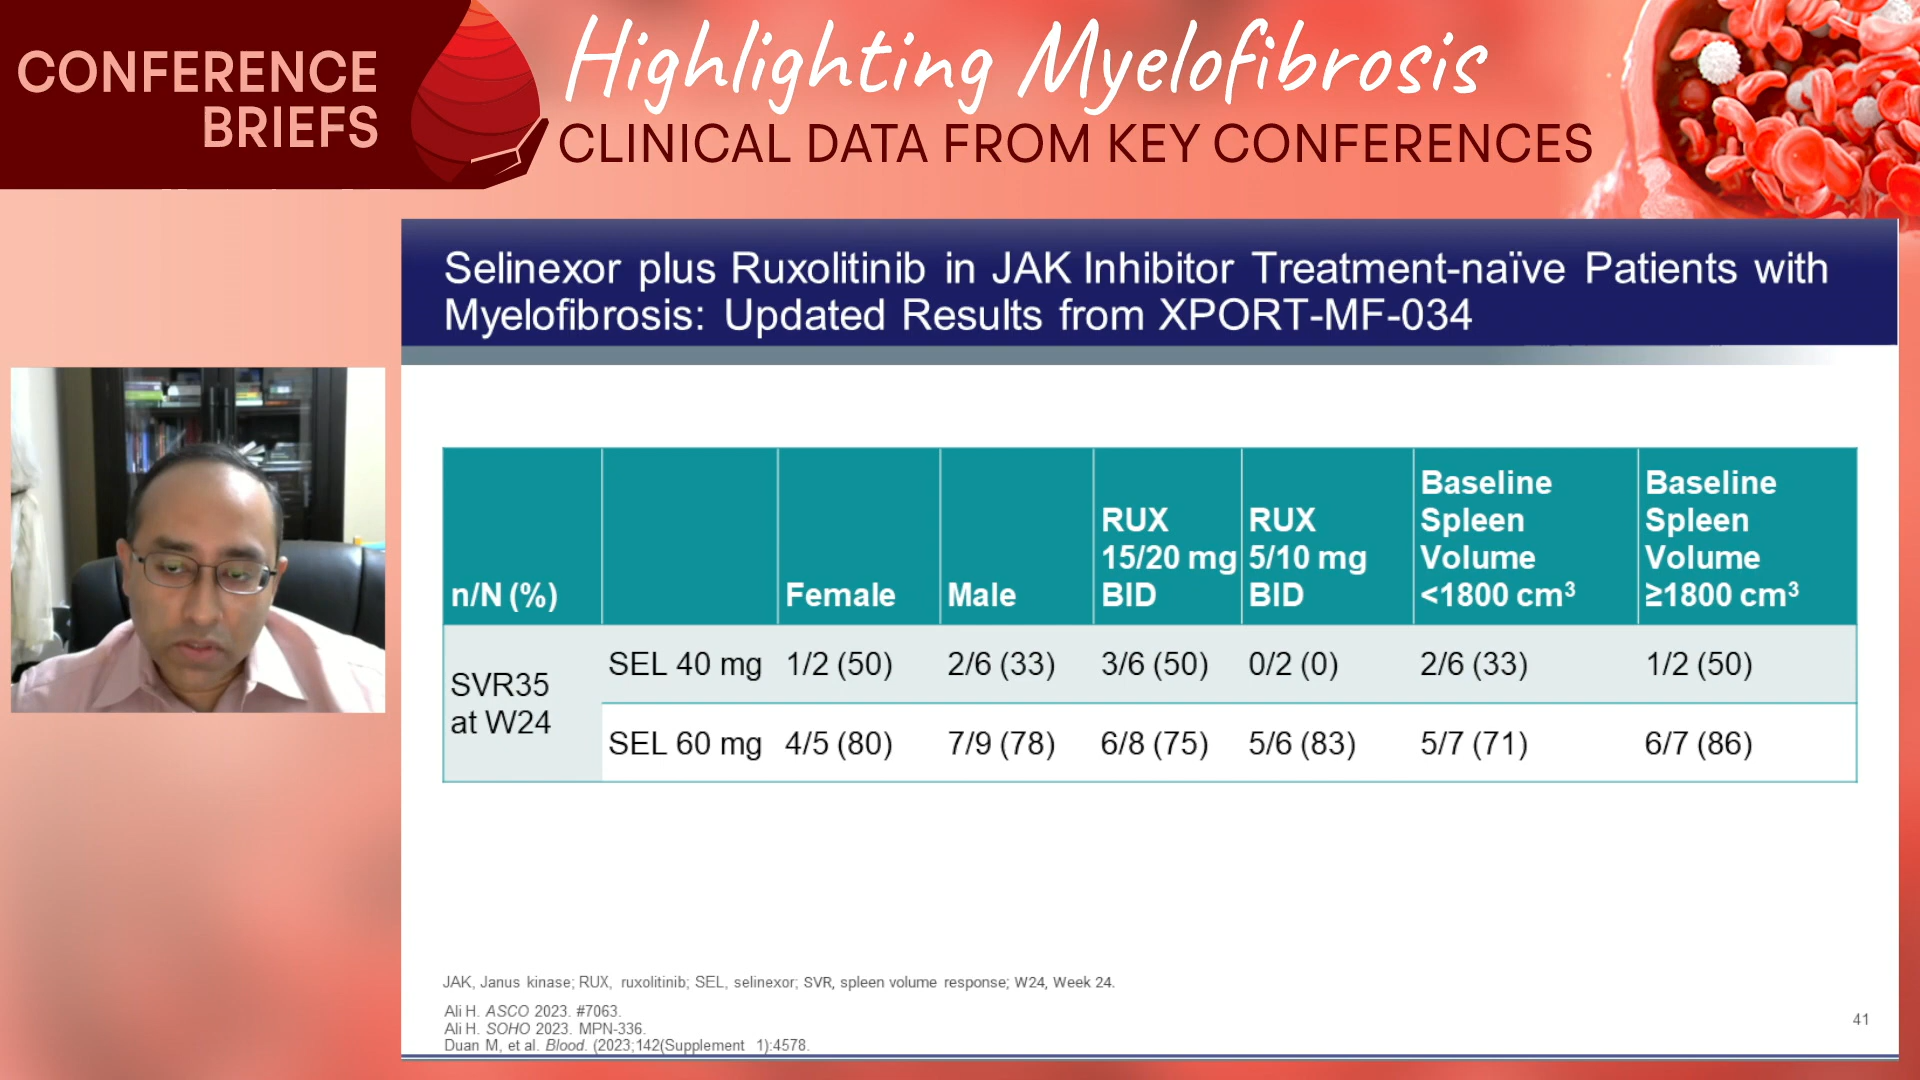 CONFERENCE
BRIEFS
Highlighting Myelofibrosis
CLINICAL DATA FROM KEY CONFERENCES
Selinexor plus Ruxolitinib in JAK Inhibitor Treatment-naïve Patients with
Myelofibrosis: Updated Results from XPORT-MF-034
n/N (%)
Female
Male
RUX
15/20 mg
BID
RUX
5/10 mg
BID
Baseline
Spleen
Volume
<1800 cm³
Baseline
Spleen
Volume
≥1800 cm³
SVR35
at W24
SEL 40 mg 1/2 (50) 2/6 (33) 3/6 (50) 0/2 (0) 2/6 (33) 1/2 (50)
SEL 60 mg 4/5 (80) 7/9 (78) 6/8 (75) 5/6 (83) 5/7 (71) 6/7 (86)
JAK, Janus kinase; RUX, ruxolitinib; SEL, selinexor; SVR, spleen volume response; W24, Week 24.
Ali H. ASCO 2023. #7063.
Ali H. SOHO 2023. MPN-336.
Duan M, et al. Blood. (2023;142(Supplement 1):4578.
41